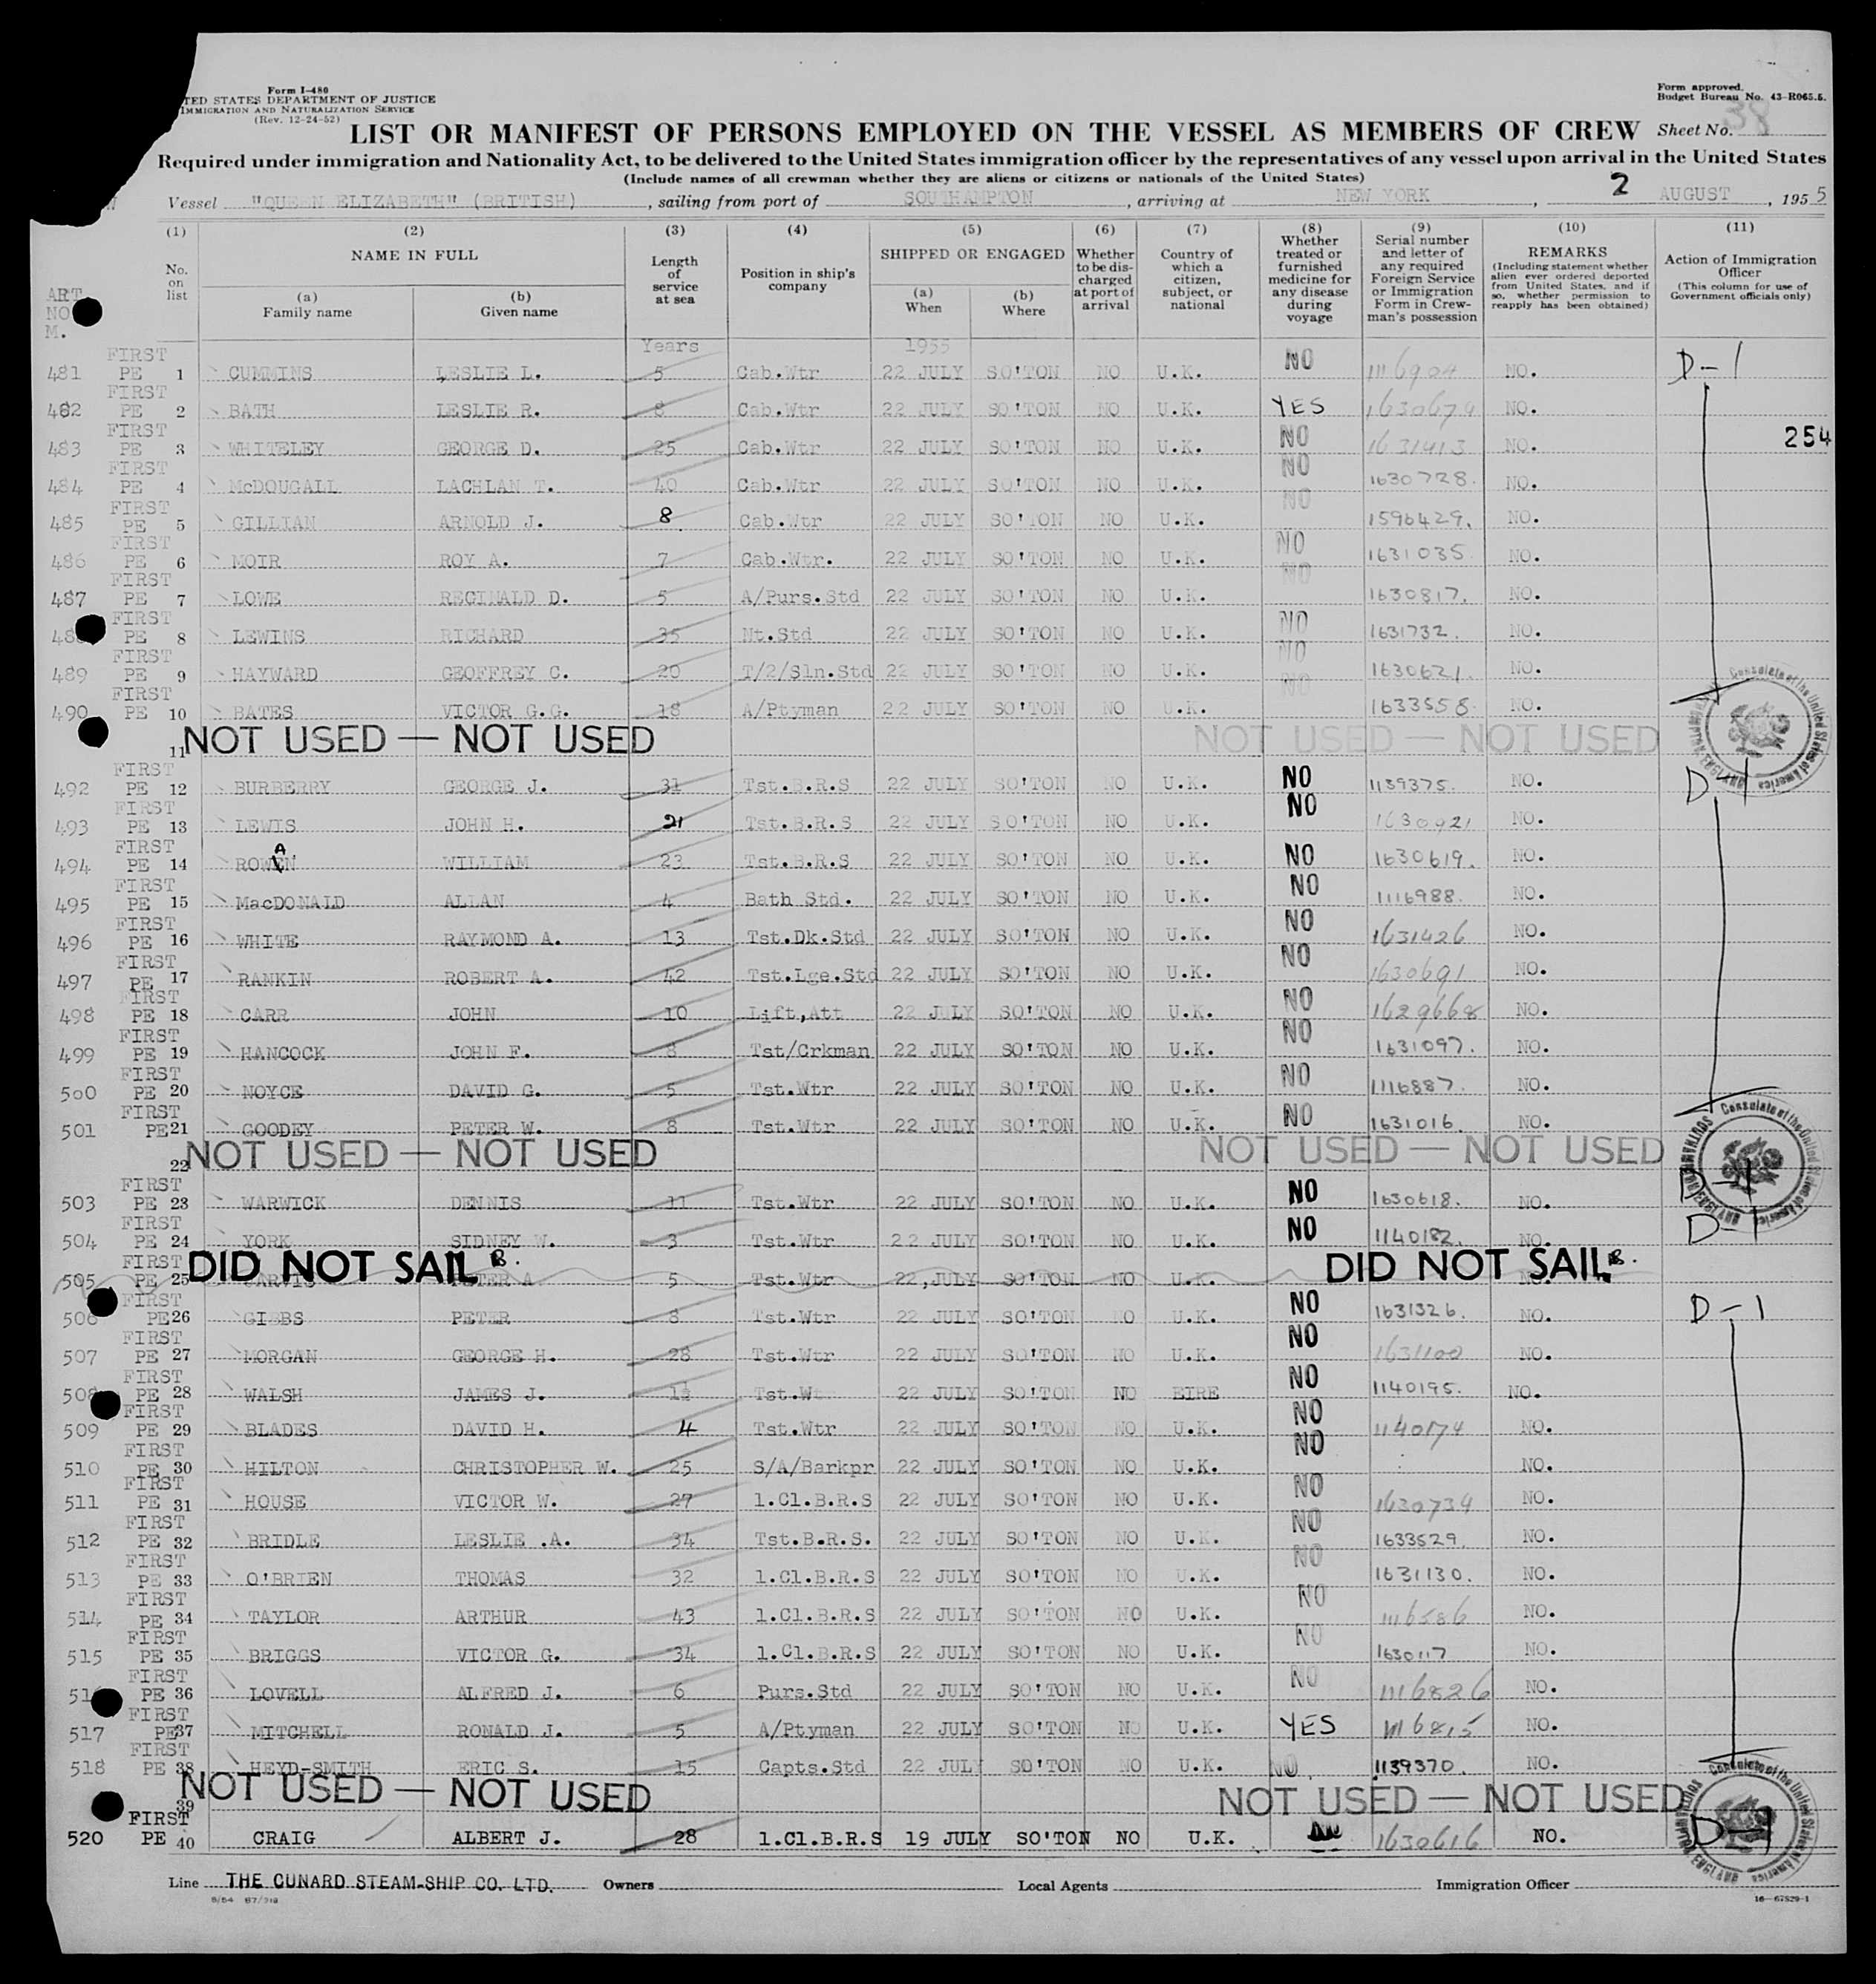 Form I-480
TED STATES DEPARTMENT OF JUSTICE
IMMIGRATION AND NATURALIZATION SERVICE
(Rev. 12-24-52)
Form approved.
Budget Bureau No. 43-R065.5.
LIST OR MANIFEST OF PERSONS EMPLOYED ON THE VESSEL AS MEMBERS OF CREW Sheet No. 38
Required under immigration and Nationality Act, to be delivered to the United States immigration officer by the representatives of any vessel upon arrival in the United States
(Include names of all crewman whether they are aliens or citizens or nationals of the United States)
Vessel "QUEEN ELIZABETH" (BRITISH), sailing from port of SOUTHAMPTON, arriving at NEW YORK, 2 AUGUST, 1955
(1) (2) (3) (4) (5) (6) (7) (8) (9) (10) (11)
ART NO M.
No. on list
NAME IN FULL
(a) Family name
(b) Given name
Length of service at sea
Position in ship's company
SHIPPED OR ENGAGED
(a) When
(b) Where
Whether to be discharged at port of arrival
Country of which a citizen, subject, or national
Whether treated or furnished medicine for any disease during voyage
Serial number and letter of any required Foreign Service or Immigration Form in Crewman's possession
REMARKS
(Including statement whether alien ever ordered deported from United States, and if so, whether permission to reapply has been obtained)
Action of Immigration Officer
(This column for use of Government officials only)
Years 1955
481 FIRST PE 1 CUMMINS LESLIE L. 5 Cab.Wtr 22 JULY SO'TON NO U.K. NO 1116904 NO. D-1
482 FIRST PE 2 BATH LESLIE R. 8 Cab.Wtr 22 JULY SO'TON NO U.K. YES 1630679 NO.
483 FIRST PE 3 WHITELEY GEORGE D. 25 Cab.Wtr 22 JULY SO'TON NO U.K. NO 1631413 NO. 254
484 FIRST PE 4 McDOUGALL LACHLAN T. 40 Cab.Wtr 22 JULY SO'TON NO U.K. NO 1630728. NO.
485 FIRST PE 5 GILLIAN ARNOLD J. 8 Cab.Wtr 22 JULY SO'TON NO U.K. NO 1596429. NO.
486 FIRST PE 6 MOIR ROY A. 7 Cab.Wtr. 22 JULY SO'TON NO U.K. NO 1631035. NO.
487 FIRST PE 7 LOWE REGINALD D. 5 A/Purs.Std 22 JULY SO'TON NO U.K. NO 1630817. NO.
488 FIRST PE 8 LEWINS RICHARD 35 Nt.Std 22 JULY SO'TON NO U.K. NO 1631732. NO.
489 FIRST PE 9 HAYWARD GEOFFREY C. 20 T/2/Sln.Std 22 JULY SO'TON NO U.K. NO 1630621. NO.
490 FIRST PE 10 BATES VICTOR G.G. 18 A/Ptyman 22 JULY SO'TON NO U.K. NO 1633558. NO.
11 NOT USED — NOT USED NOT USED — NOT USED
492 FIRST PE 12 BURBERRY GEORGE J. 31 Tst.B.R.S 22 JULY SO'TON NO U.K. NO 1139375. NO. D-1
493 FIRST PE 13 LEWIS JOHN H. 21 Tst.B.R.S 22 JULY SO'TON NO U.K. NO 1630921 NO.
494 FIRST PE 14 ROWEN A WILLIAM 23 Tst.B.R.S 22 JULY SO'TON NO U.K. NO 1630619. NO.
495 FIRST PE 15 MacDONALD ALLAN 4 Bath Std. 22 JULY SO'TON NO U.K. NO 1116988. NO.
496 FIRST PE 16 WHITE RAYMOND A. 13 Tst.Dk.Std 22 JULY SO'TON NO U.K. NO 1631426 NO.
497 FIRST PE 17 RANKIN ROBERT A. 42 Tst.Lge.Std 22 JULY SO'TON NO U.K. NO 1630691 NO.
498 FIRST PE 18 CARR JOHN 10 Lift,Att 22 JULY SO'TON NO U.K. NO 1629668 NO.
499 FIRST PE 19 HANCOCK JOHN F. 8 Tst/Crkman 22 JULY SO'TON NO U.K. NO 1631097. NO.
500 FIRST PE 20 NOYCE DAVID G. 5 Tst.Wtr 22 JULY SO'TON NO U.K. NO 1116887. NO.
501 FIRST PE 21 GOODEY PETER W. 8 Tst.Wtr 22 JULY SO'TON NO U.K. NO 1631016. NO.
22 NOT USED — NOT USED NOT USED — NOT USED
503 FIRST PE 23 WARWICK DENNIS 11 Tst.Wtr 22 JULY SO'TON NO U.K. NO 1630618. NO. D-1
504 FIRST PE 24 YORK SIDNEY W. 3 Tst.Wtr 22 JULY SO'TON NO U.K. NO 1140182. NO. D-1
505 FIRST PE 25 DID NOT SAIL B. 5 Tst.Wtr 22 JULY SO'TON NO U.K. DID NOT SAIL B.
506 FIRST PE 26 GIBBS PETER 8 Tst.Wtr 22 JULY SO'TON NO U.K. NO 1631326. NO. D-1
507 FIRST PE 27 MORGAN GEORGE H. 28 Tst.Wtr 22 JULY SO'TON NO U.K. NO 1631100 NO.
508 FIRST PE 28 WALSH JAMES J. 1½ Tst.W 22 JULY SO'TON NO EIRE NO 1140195. NO.
509 FIRST PE 29 BLADES DAVID H. 4 Tst.Wtr 22 JULY SO'TON NO U.K. NO 1140174 NO.
510 FIRST PE 30 HILTON CHRISTOPHER W. 25 S/A/Barkpr 22 JULY SO'TON NO U.K. NO NO.
511 FIRST PE 31 HOUSE VICTOR W. 27 1.Cl.B.R.S 22 JULY SO'TON NO U.K. NO 1630734 NO.
512 FIRST PE 32 BRIDLE LESLIE .A. 34 Tst.B.R.S. 22 JULY SO'TON NO U.K. NO 1633529. NO.
513 FIRST PE 33 O'BRIEN THOMAS 32 1.Cl.B.R.S 22 JULY SO'TON NO U.K. NO 1631130. NO.
514 FIRST PE 34 TAYLOR ARTHUR 43 1.Cl.B.R.S 22 JULY SO'TON NO U.K. NO 1116586 NO.
515 FIRST PE 35 BRIGGS VICTOR G. 34 1.Cl.B.R.S 22 JULY SO'TON NO U.K. NO 1630117 NO.
516 FIRST PE 36 LOVELL ALFRED J. 6 Purs.Std 22 JULY SO'TON NO U.K. NO 1116826 NO.
517 FIRST PE 37 MITCHELL RONALD J. 5 A/Ptyman 22 JULY SO'TON NO U.K. YES 1116815 NO.
518 FIRST PE 38 HEYD-SMITH ERIC S. 15 Capts.Std 22 JULY SO'TON NO U.K. NO 1139370. NO.
39 NOT USED — NOT USED NOT USED — NOT USED
520 FIRST PE 40 CRAIG ALBERT J. 28 1.Cl.B.R.S 19 JULY SO'TON NO U.K. 1630616 NO. D-1
Consulate of the United States of America SOUTHAMPTON, ENGLAND
Line THE CUNARD STEAM-SHIP CO. LTD. Owners Local Agents Immigration Officer
5/54 57/218
16—67529-1